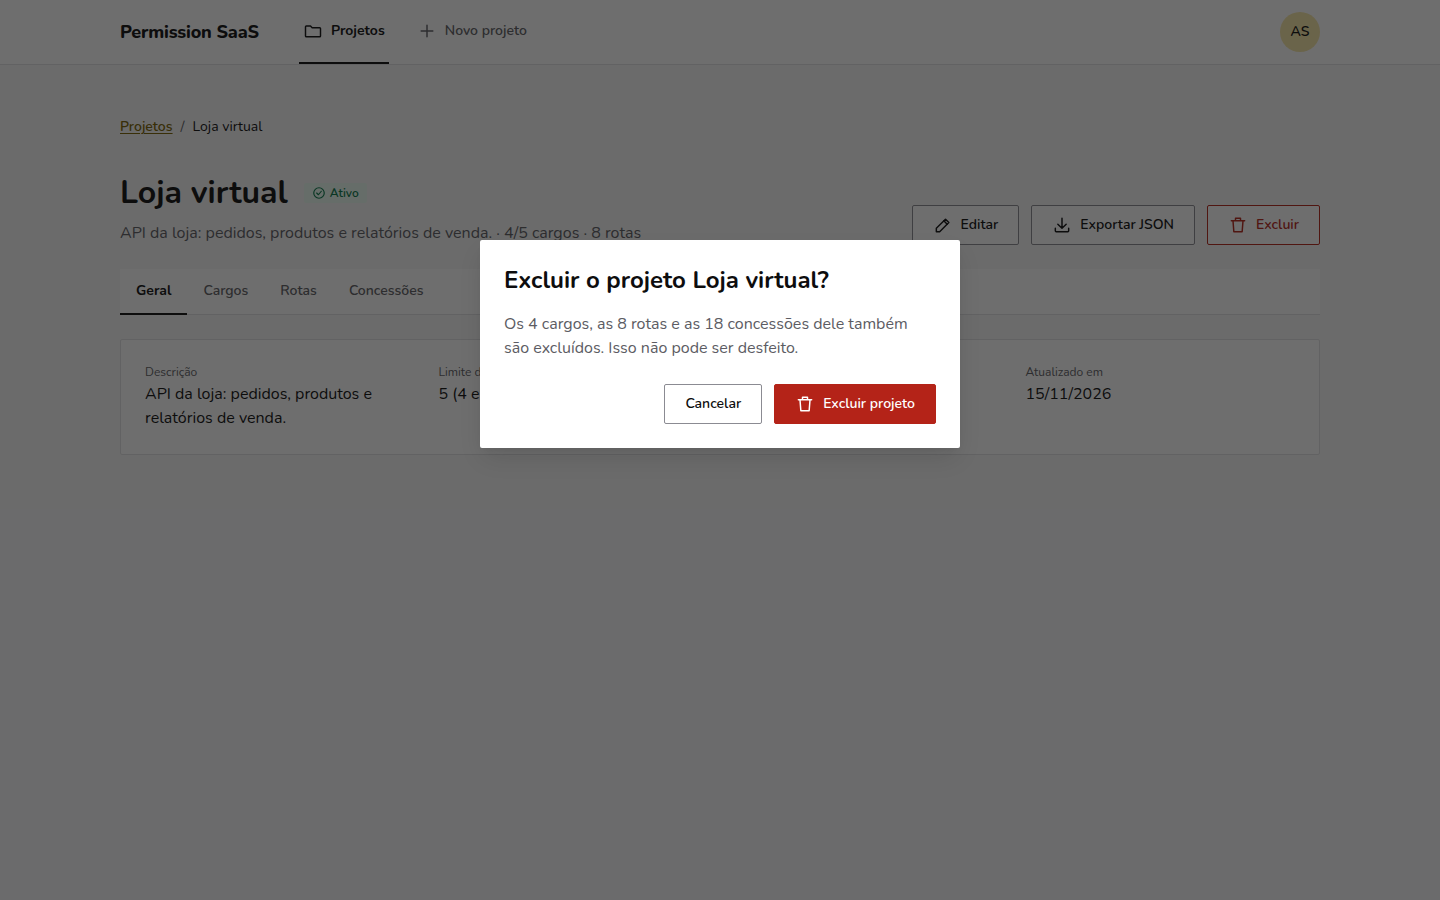 Permission SaaS
Projetos
Novo projeto
AS
Projetos / Loja virtual
Loja virtual
Ativo
API da loja: pedidos, produtos e relatórios de venda. · 4/5 cargos · 8 rotas
Editar
Exportar JSON
Excluir
Geral
Cargos
Rotas
Concessões
Excluir o projeto Loja virtual?
Os 4 cargos, as 8 rotas e as 18 concessões dele também
são excluídos. Isso não pode ser desfeito.
Cancelar
Excluir projeto
Descrição
API da loja: pedidos, produtos e
relatórios de venda.
Limite
5 (4
Atualizado em
15/11/2026